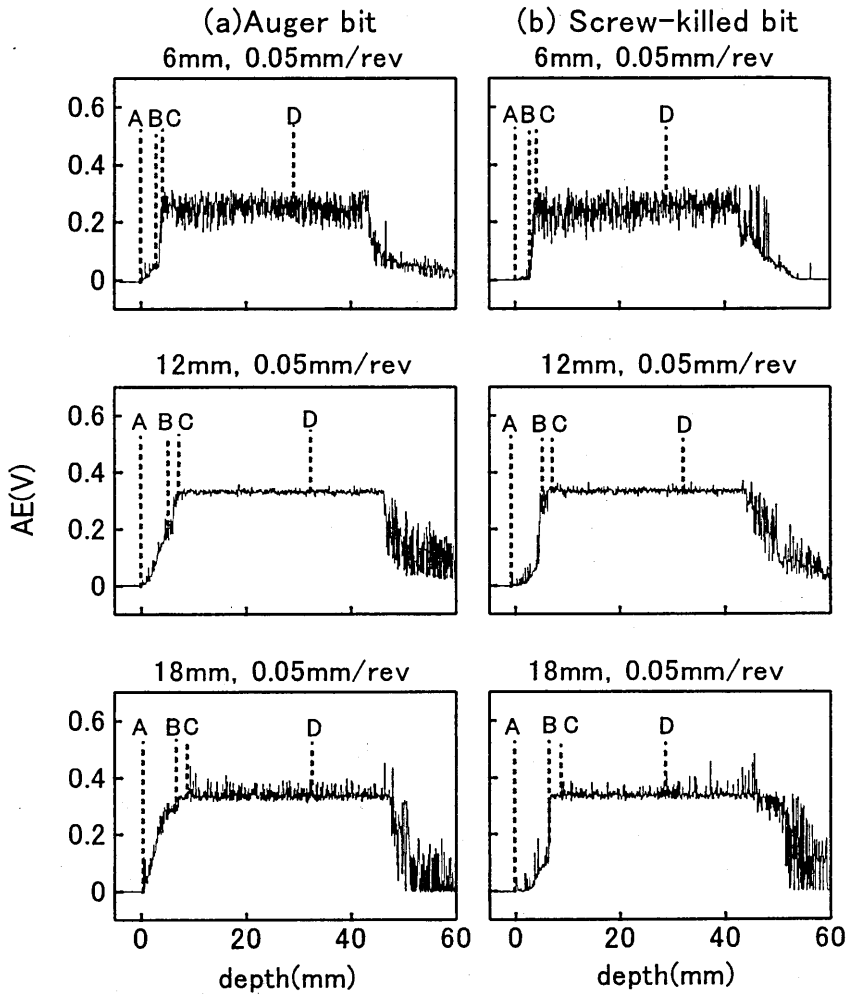 (a)Auger bit
(b) Screw-killed bit
6mm, 0.05mm/rev
6mm, 0.05mm/rev
0.6
0.4
0.2
0
A B C D
A B C D
12mm, 0.05mm/rev
12mm, 0.05mm/rev
AE(V)
0.6
0.4
0.2
0
A B C D
A B C D
18mm, 0.05mm/rev
18mm, 0.05mm/rev
0.6
0.4
0.2
0
A B C D
A B C D
0 20 40 60
0 20 40 60
depth(mm)
depth(mm)